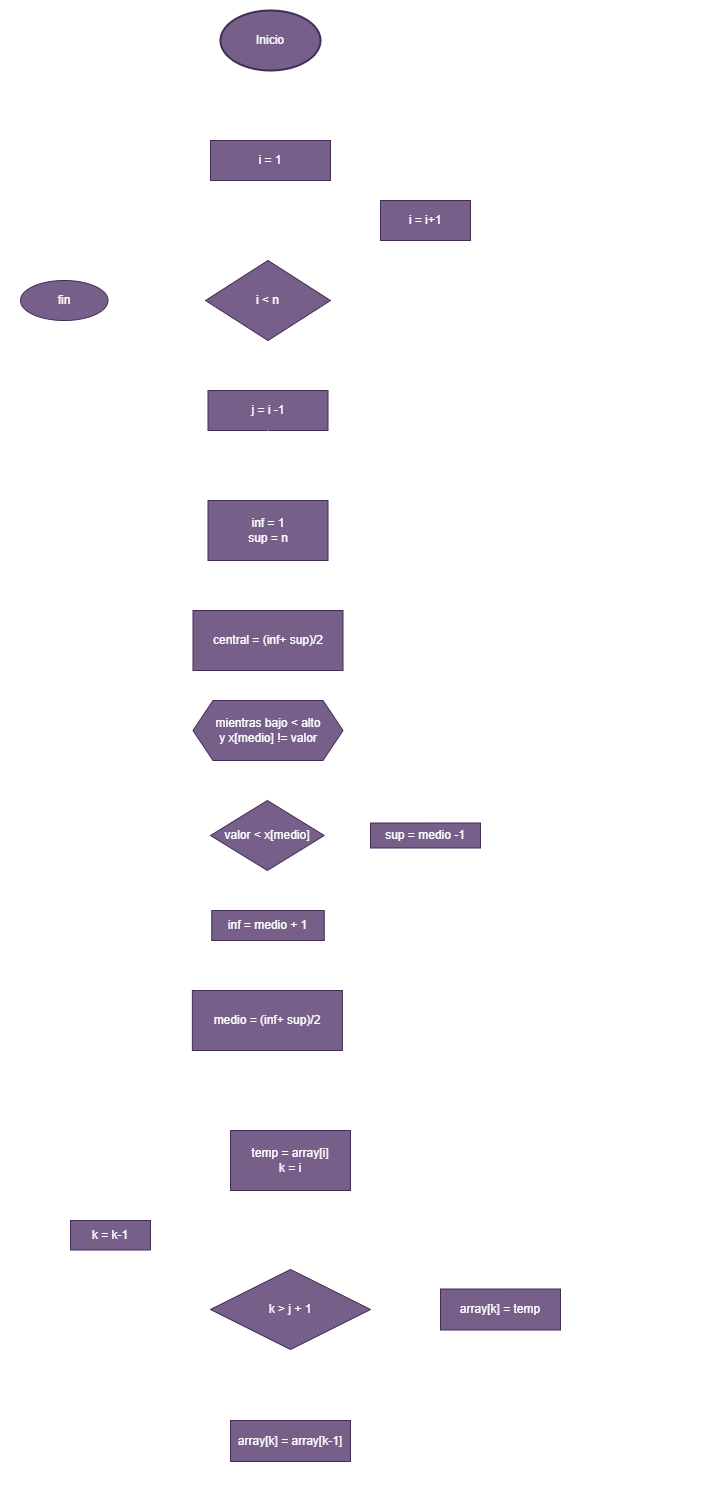 Inicio
i = 1
i = i+1
fin
i < n
j = i -1
inf = 1
sup = n
central = (inf+ sup)/2
mientras bajo < alto
y x[medio] != valor
valor < x[medio]
sup = medio -1
inf = medio + 1
medio = (inf+ sup)/2
temp = array[i]
k = i
k = k-1
k > j + 1
array[k] = temp
array[k] = array[k-1]